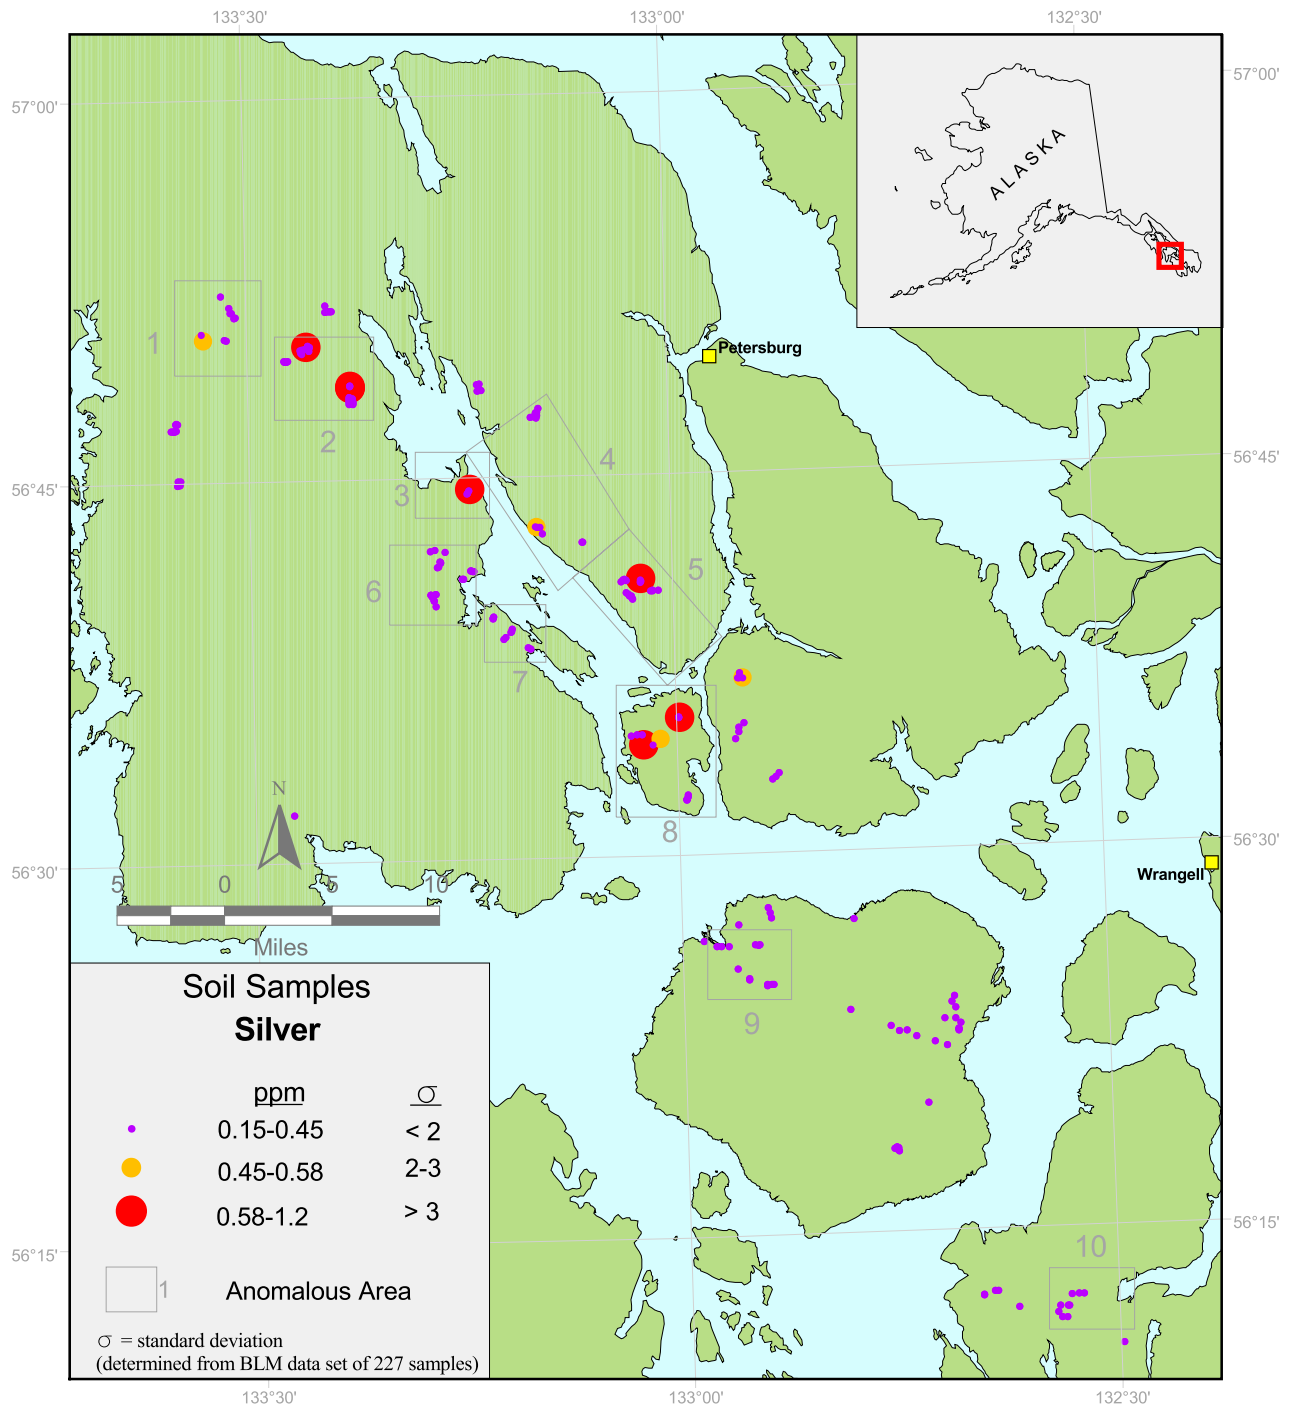 133°30' 133°00' 132°30'
57°00' 57°00'
ALASKA
Petersburg
1
2
3
4
5
6
7
8
9
10
56°45' 56°45'
56°30' 56°30'
Wrangell
N
5 0 5 10
Miles
Soil Samples
Silver
ppm σ
0.15-0.45 < 2
0.45-0.58 2-3
0.58-1.2 > 3
1 Anomalous Area
σ = standard deviation
(determined from BLM data set of 227 samples)
56°15' 56°15'
133°30' 133°00' 132°30'